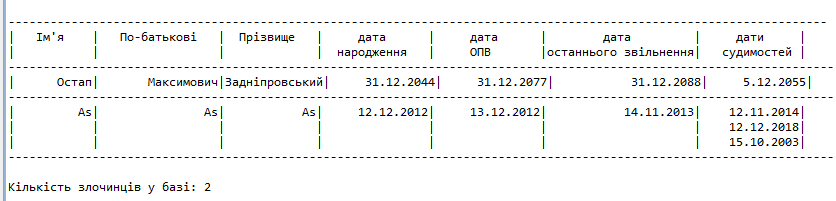 Ім'я По-батькові Прізвище дата дата дата дати
народження ОПВ останнього звільнення судимостей
Остап Максимович Задніпровський 31.12.2044 31.12.2077 31.12.2088 5.12.2055
As As As 12.12.2012 13.12.2012 14.11.2013 12.11.2014
12.12.2018
15.10.2003
Кількість злочинців у базі: 2